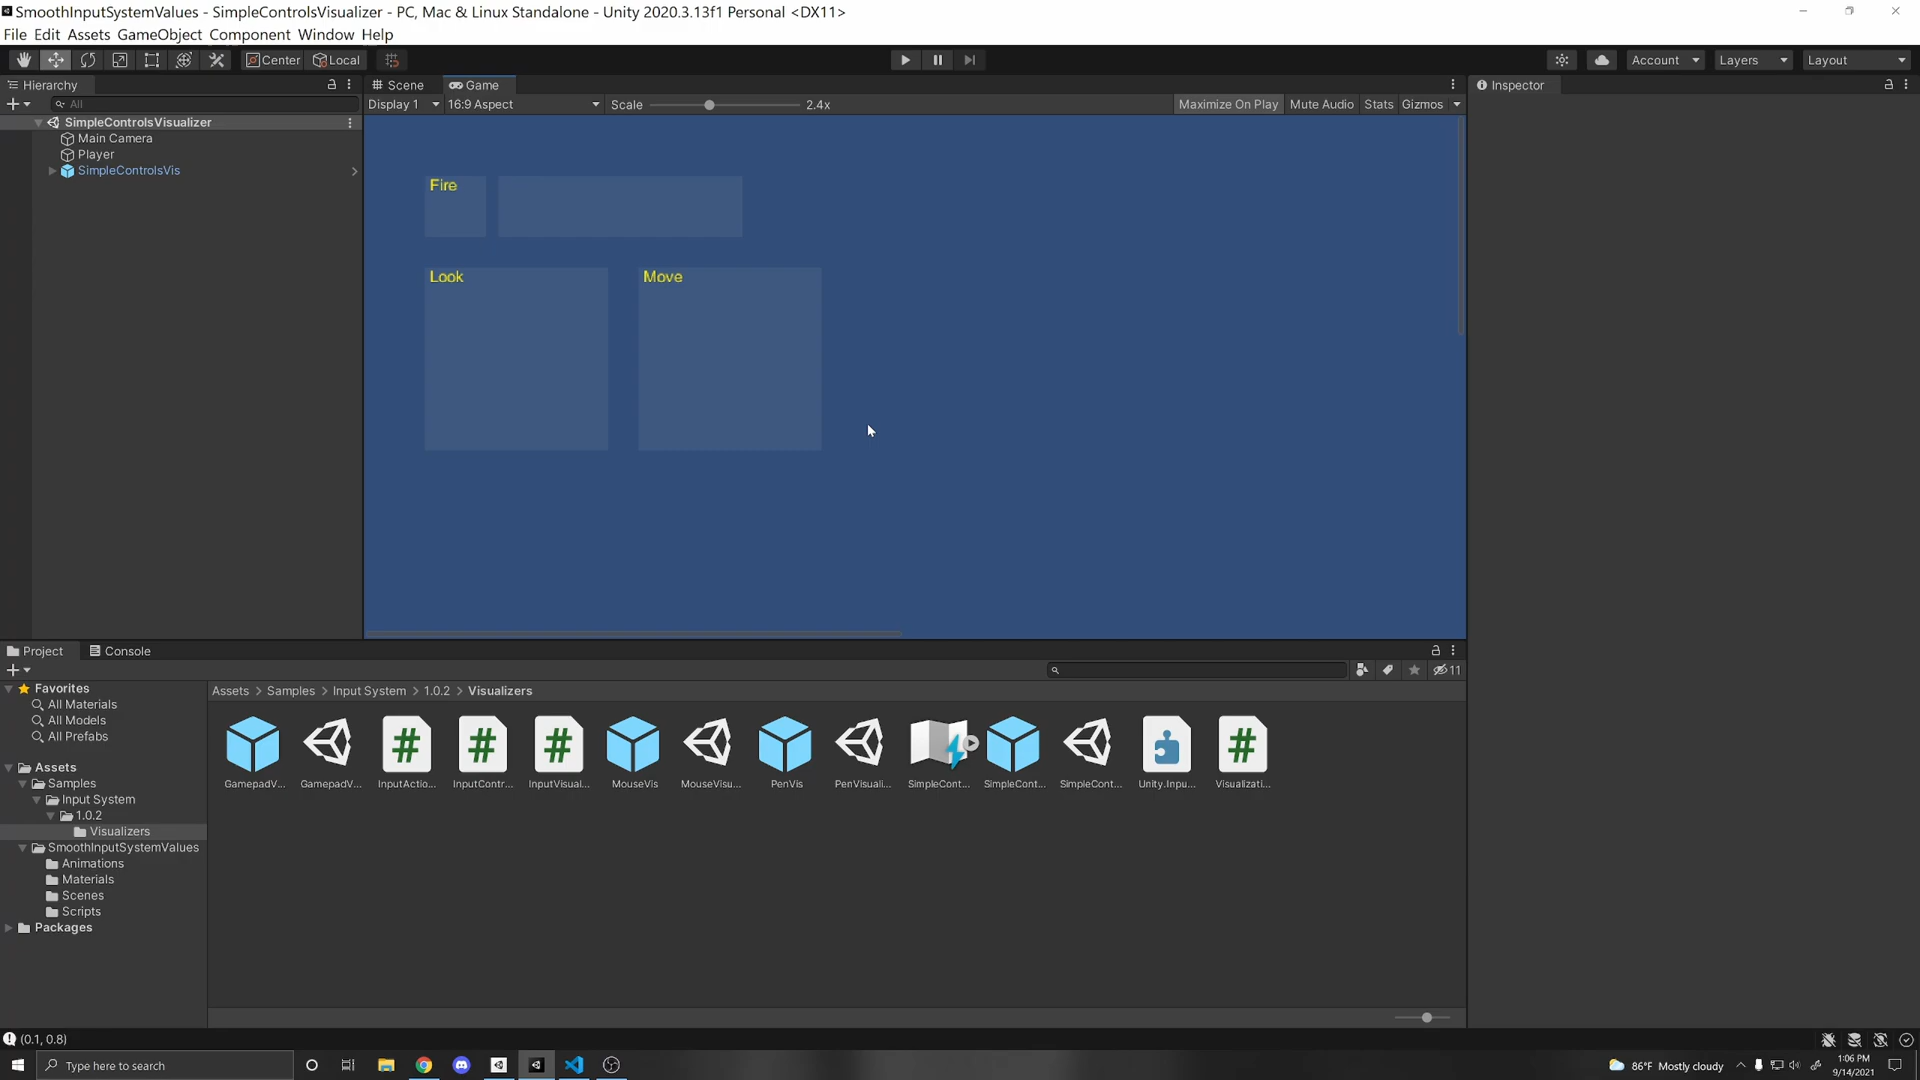 SmoothInputSystemValues - SimpleControlsVisualizer - PC, Mac & Linux Standalone - Unity 2020.3.13f1 Personal <DX11>
File Edit Assets GameObject Component Window Help
Center Local Account Layers Layout
Hierarchy
All
SimpleControlsVisualizer
Main Camera
Player
SimpleControlsVis
Scene Game
Display 1 16:9 Aspect Scale 2.4x Maximize On Play Mute Audio Stats Gizmos
Fire
Look Move
Inspector
Project Console
11
Favorites
All Materials
All Models
All Prefabs
Assets
Samples
Input System
1.0.2
Visualizers
SmoothInputSystemValues
Animations
Materials
Scenes
Scripts
Packages
Assets > Samples > Input System > 1.0.2 > Visualizers
GamepadV... GamepadV... InputActio... InputContr... InputVisual... MouseVis MouseVisu... PenVis PenVisuali... SimpleCont... SimpleCont... SimpleCont... Unity.Inpu... Visualizati...
(0.1, 0.8)
Type here to search
86°F Mostly cloudy
1:06 PM
9/14/2021